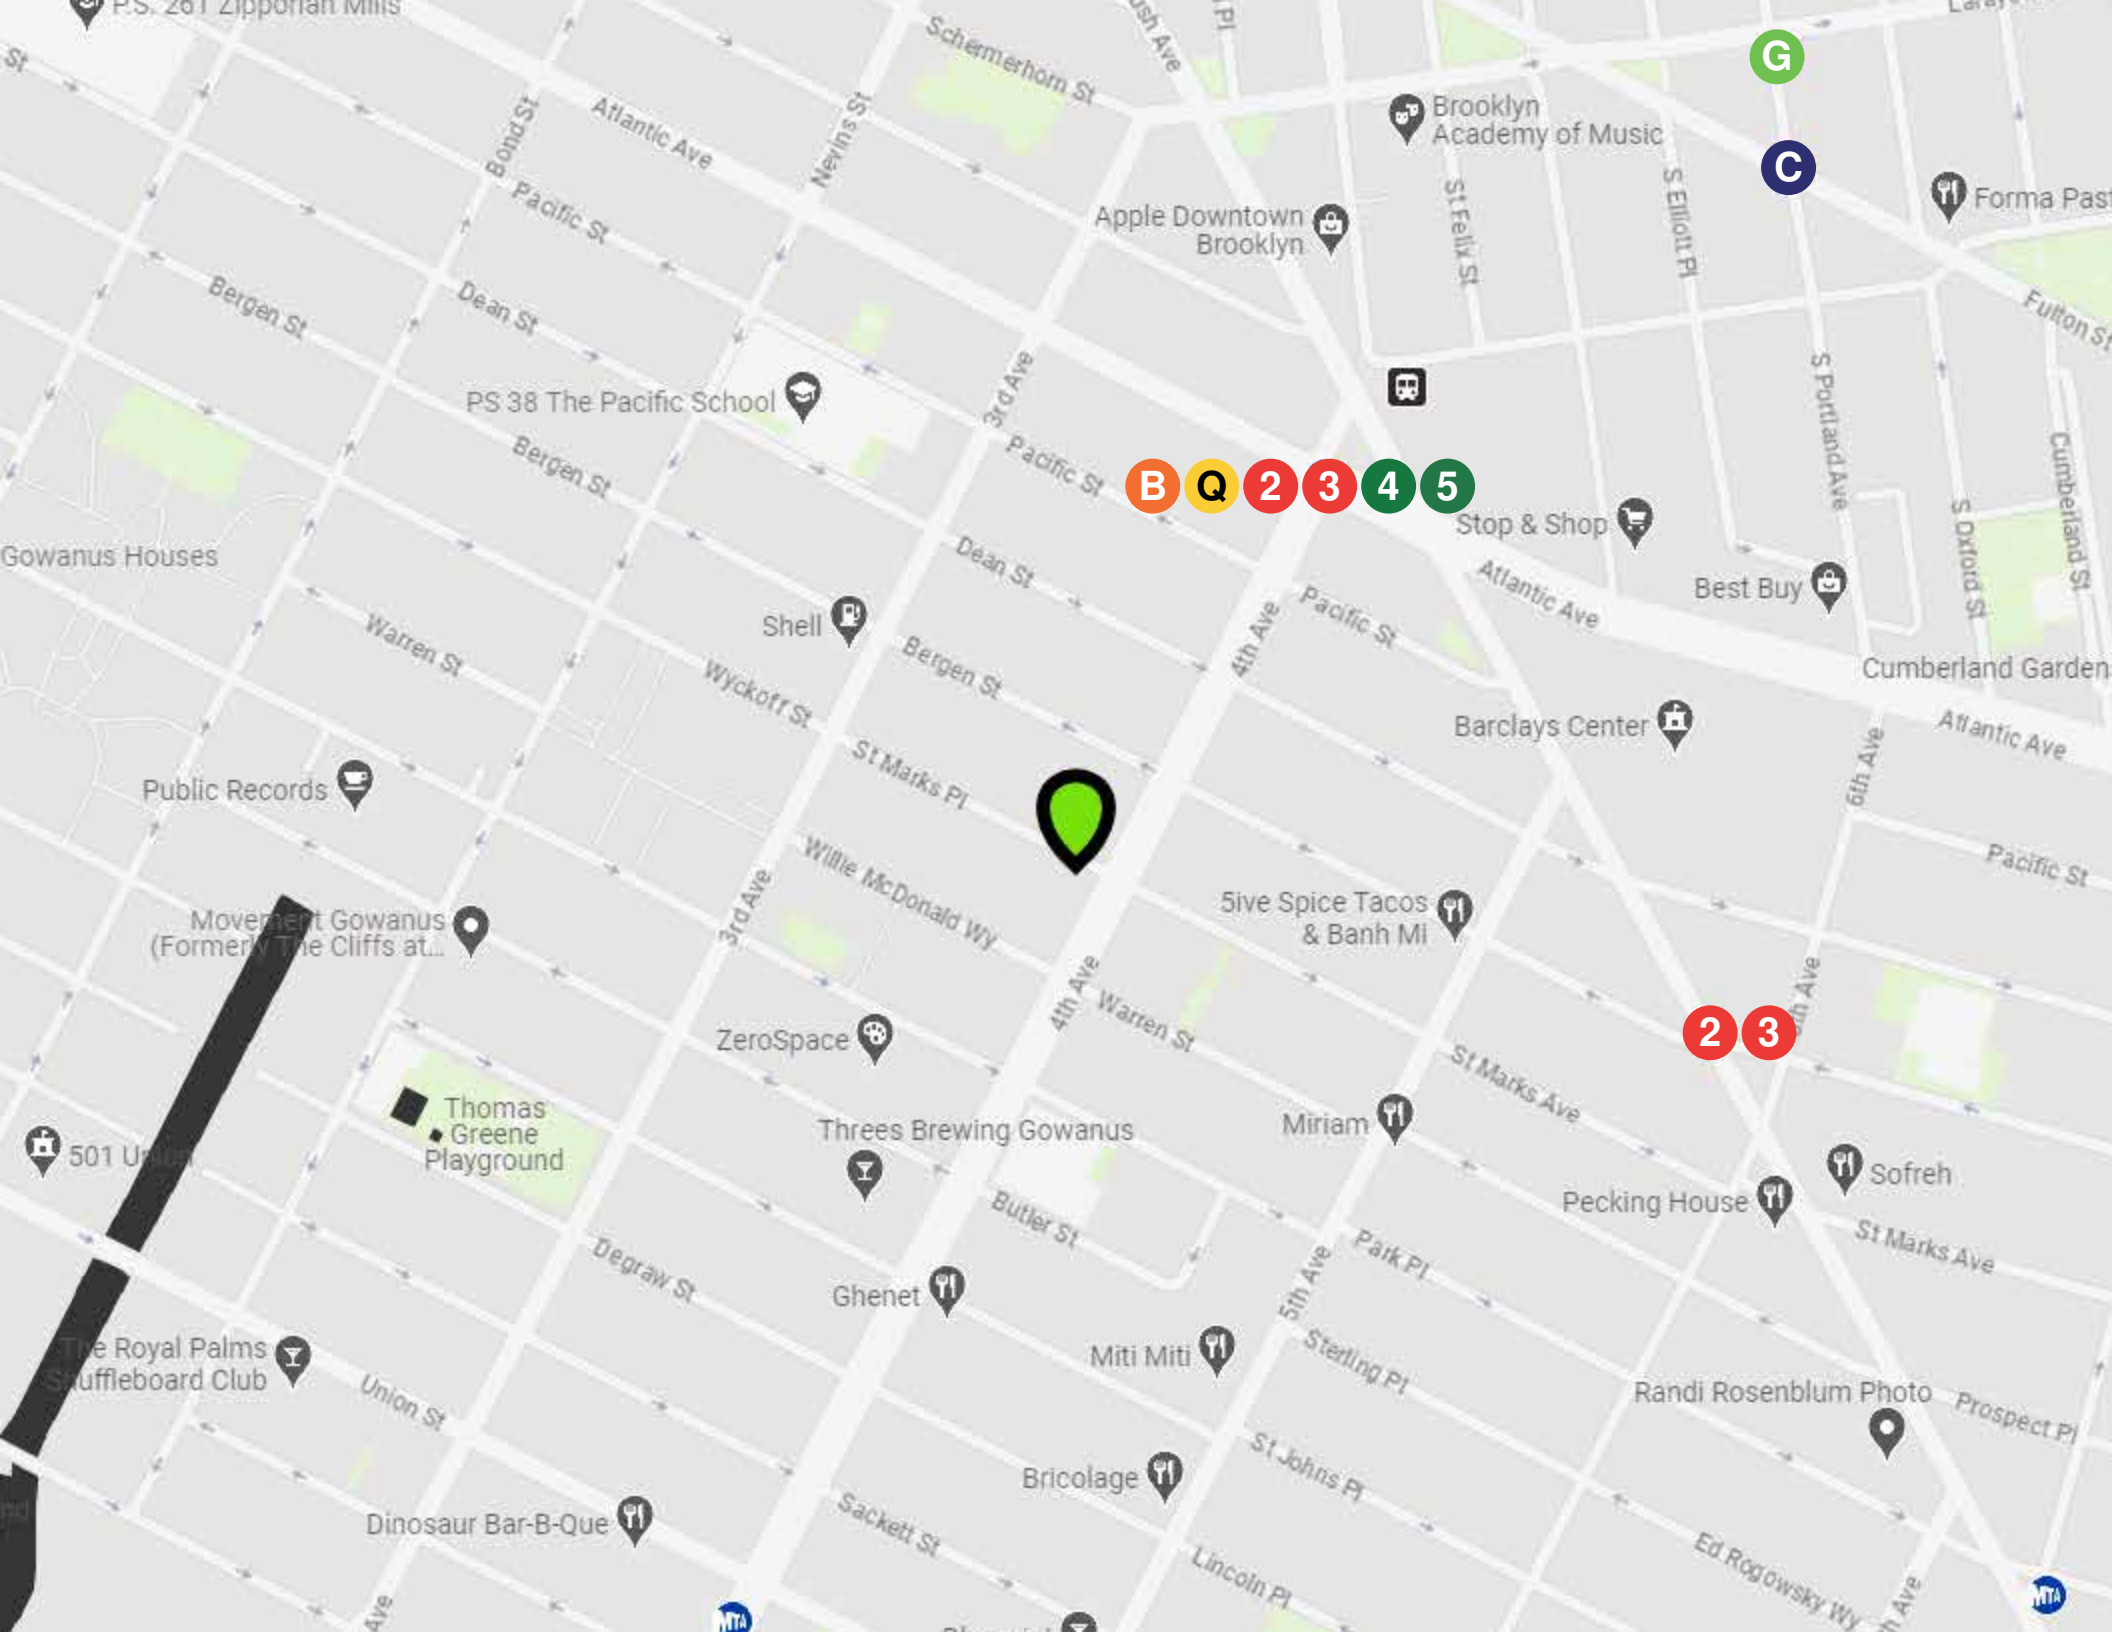 P.S. 261 Zipporah Mills
St
Schermerhorn St
Pl
G
Atlantic Ave
Bond St
Nevins St
Brooklyn
Academy of Music
C
Pacific St
St Felix St
S Elliott Pl
Apple Downtown
Brooklyn
Bergen St
Dean St
Fulton St
PS 38 The Pacific School
3rd Ave
S Portland Ave
Cumberland St
Bergen St
Pacific St
B Q 2 3 4 5
Stop & Shop
S Oxford St
Gowanus Houses
Dean St
Atlantic Ave
Best Buy
Shell
Pacific St
4th Ave
Warren St
Wyckoff St
Bergen St
Cumberland Garden
Barclays Center
Atlantic Ave
6th Ave
St Marks Pl
Public Records
Willie McDonald Wy
Pacific St
Movement Gowanus
(Formerly The Cliffs at...
3rd Ave
5ive Spice Tacos
& Banh Mi
4th Ave
Warren St
2 3
ZeroSpace
St Marks Ave
Thomas
Greene
Playground
Threes Brewing Gowanus
Miriam
501 Union
Sofreh
Pecking House
Butler St
St Marks Ave
Degraw St
Park Pl
5th Ave
Ghenet
The Royal Palms
Shuffleboard Club
Miti Miti
Sterling Pl
Union St
Randi Rosenblum Photo
Prospect Pl
St Johns Pl
Bricolage
Dinosaur Bar-B-Que
Sackett St
Lincoln Pl
Ed Rogowsky Wy
Ave
MTA
MTA